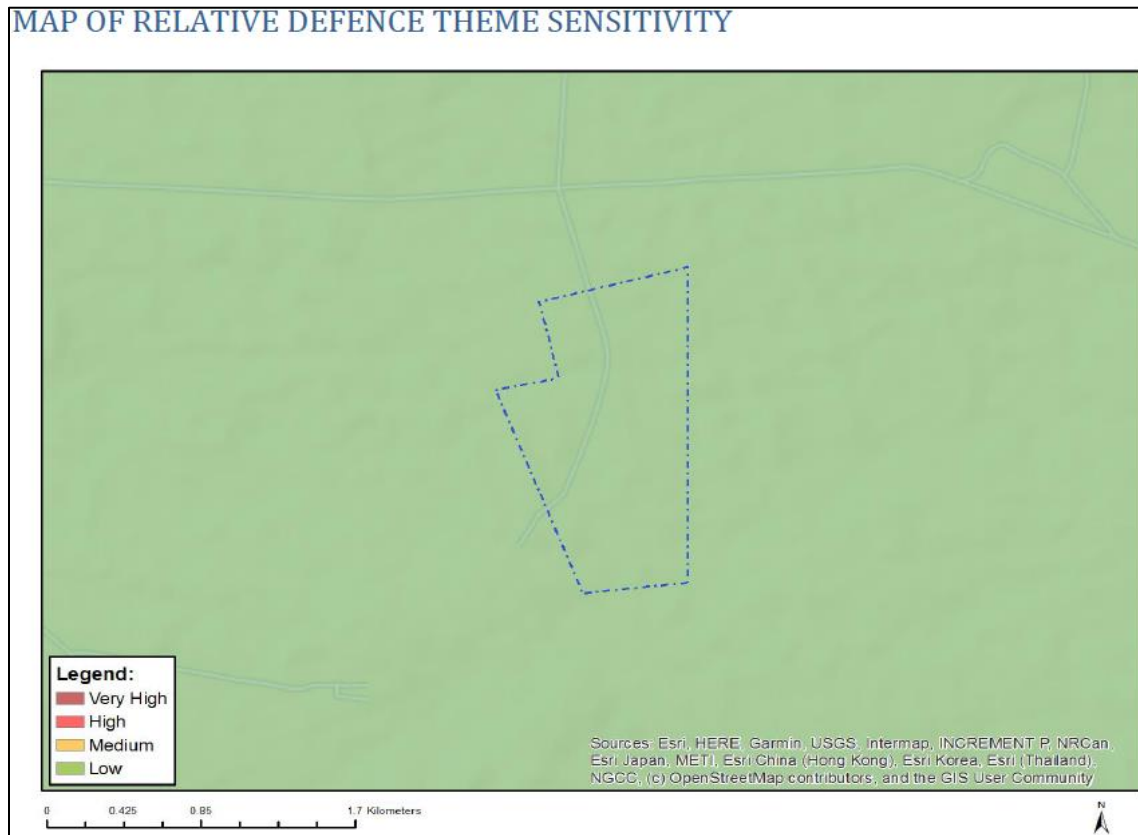 MAP OF RELATIVE DEFENCE THEME SENSITIVITY
Legend:
Very High
High
Medium
Low
Sources: Esri, HERE, Garmin, USGS, Intermap, INCREMENT P, NRCan,
Esri Japan, METI, Esri China (Hong Kong), Esri Korea, Esri (Thailand),
NGCC, (c) OpenStreetMap contributors, and the GIS User Community
0 0.425 0.85 1.7 Kilometers
N